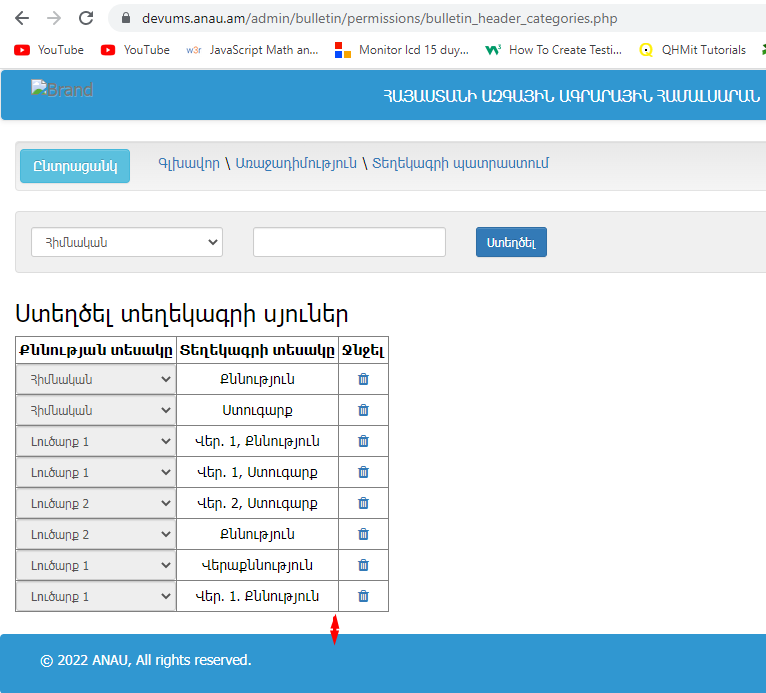 devums.anau.am/admin/bulletin/permissions/bulletin_header_categories.php
YouTube YouTube w3r JavaScript Math an... Monitor lcd 15 duy... How To Create Testi... QHMit Tutorials
Brand ՀԱՅԱՍՏԱՆԻ ԱԶԳԱՅԻՆ ԱԳՐԱՐԱՅԻՆ ՀԱՄԱԼՍԱՐԱՆ
Ընտրացանկ Գլխավոր \ Առաջադիմություն \ Տեղեկագրի պատրաստում
Հիմնական Ստեղծել
Ստեղծել տեղեկագրի սյուներ
Քննության տեսակը Տեղեկագրի տեսակը Ջնջել
Հիմնական Քննություն
Հիմնական Ստուգարք
Լուծարք 1 Վեր. 1, Քննություն
Լուծարք 1 Վեր. 1, Ստուգարք
Լուծարք 2 Վեր. 2, Ստուգարք
Լուծարք 2 Քննություն
Լուծարք 1 Վերաքննություն
Լուծարք 1 Վեր. 1. Քննություն
© 2022 ANAU, All rights reserved.